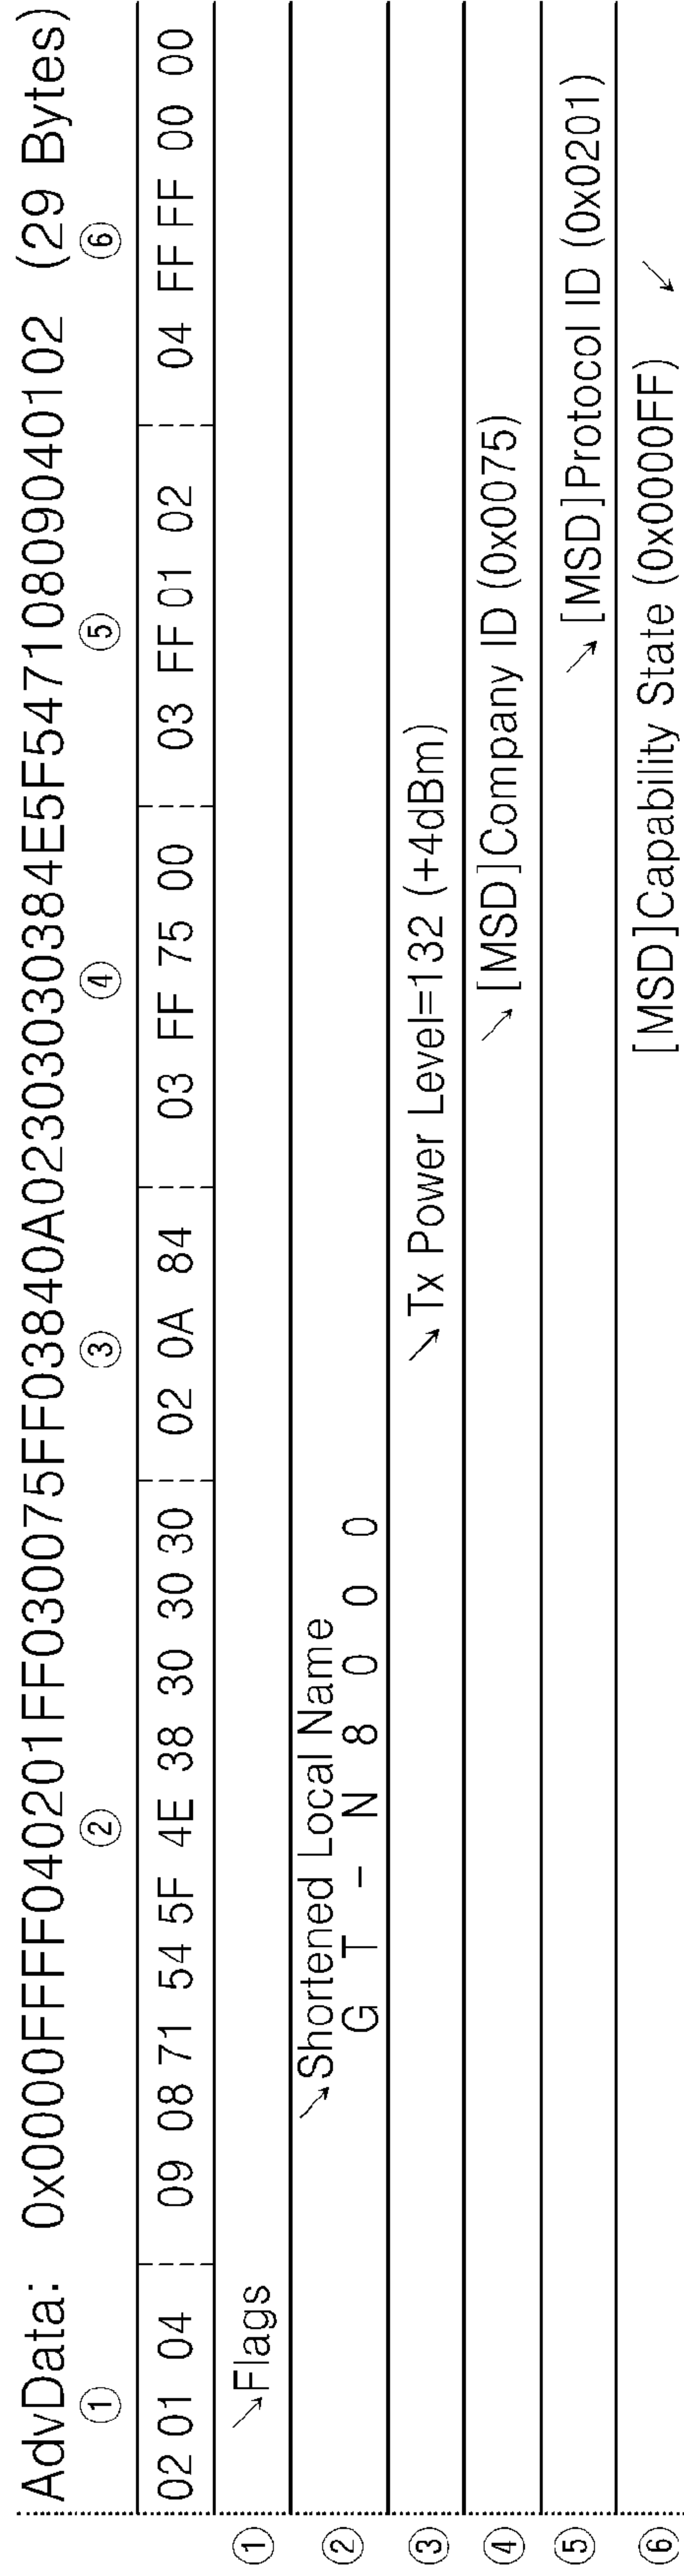 AdvData: 0x0000FFFF040201FF030075FF03840A02303030384E5F54710809040102 (29 Bytes)
① ② ③ ④ ⑤ ⑥
02 01 04 09 08 71 54 5F 4E 38 30 30 30 02 0A 84 03 FF 75 00 03 FF 01 02 04 FF FF 00 00
① ↘Flags
② ↘Shortened Local Name
G T - N 8 0 0 0
③ ↘Tx Power Level=132 (+4dBm)
④ ↘[MSD]Company ID (0x0075)
⑤ ↘[MSD]Protocol ID (0x0201)
⑥ [MSD]Capability State (0x0000FF) ↙